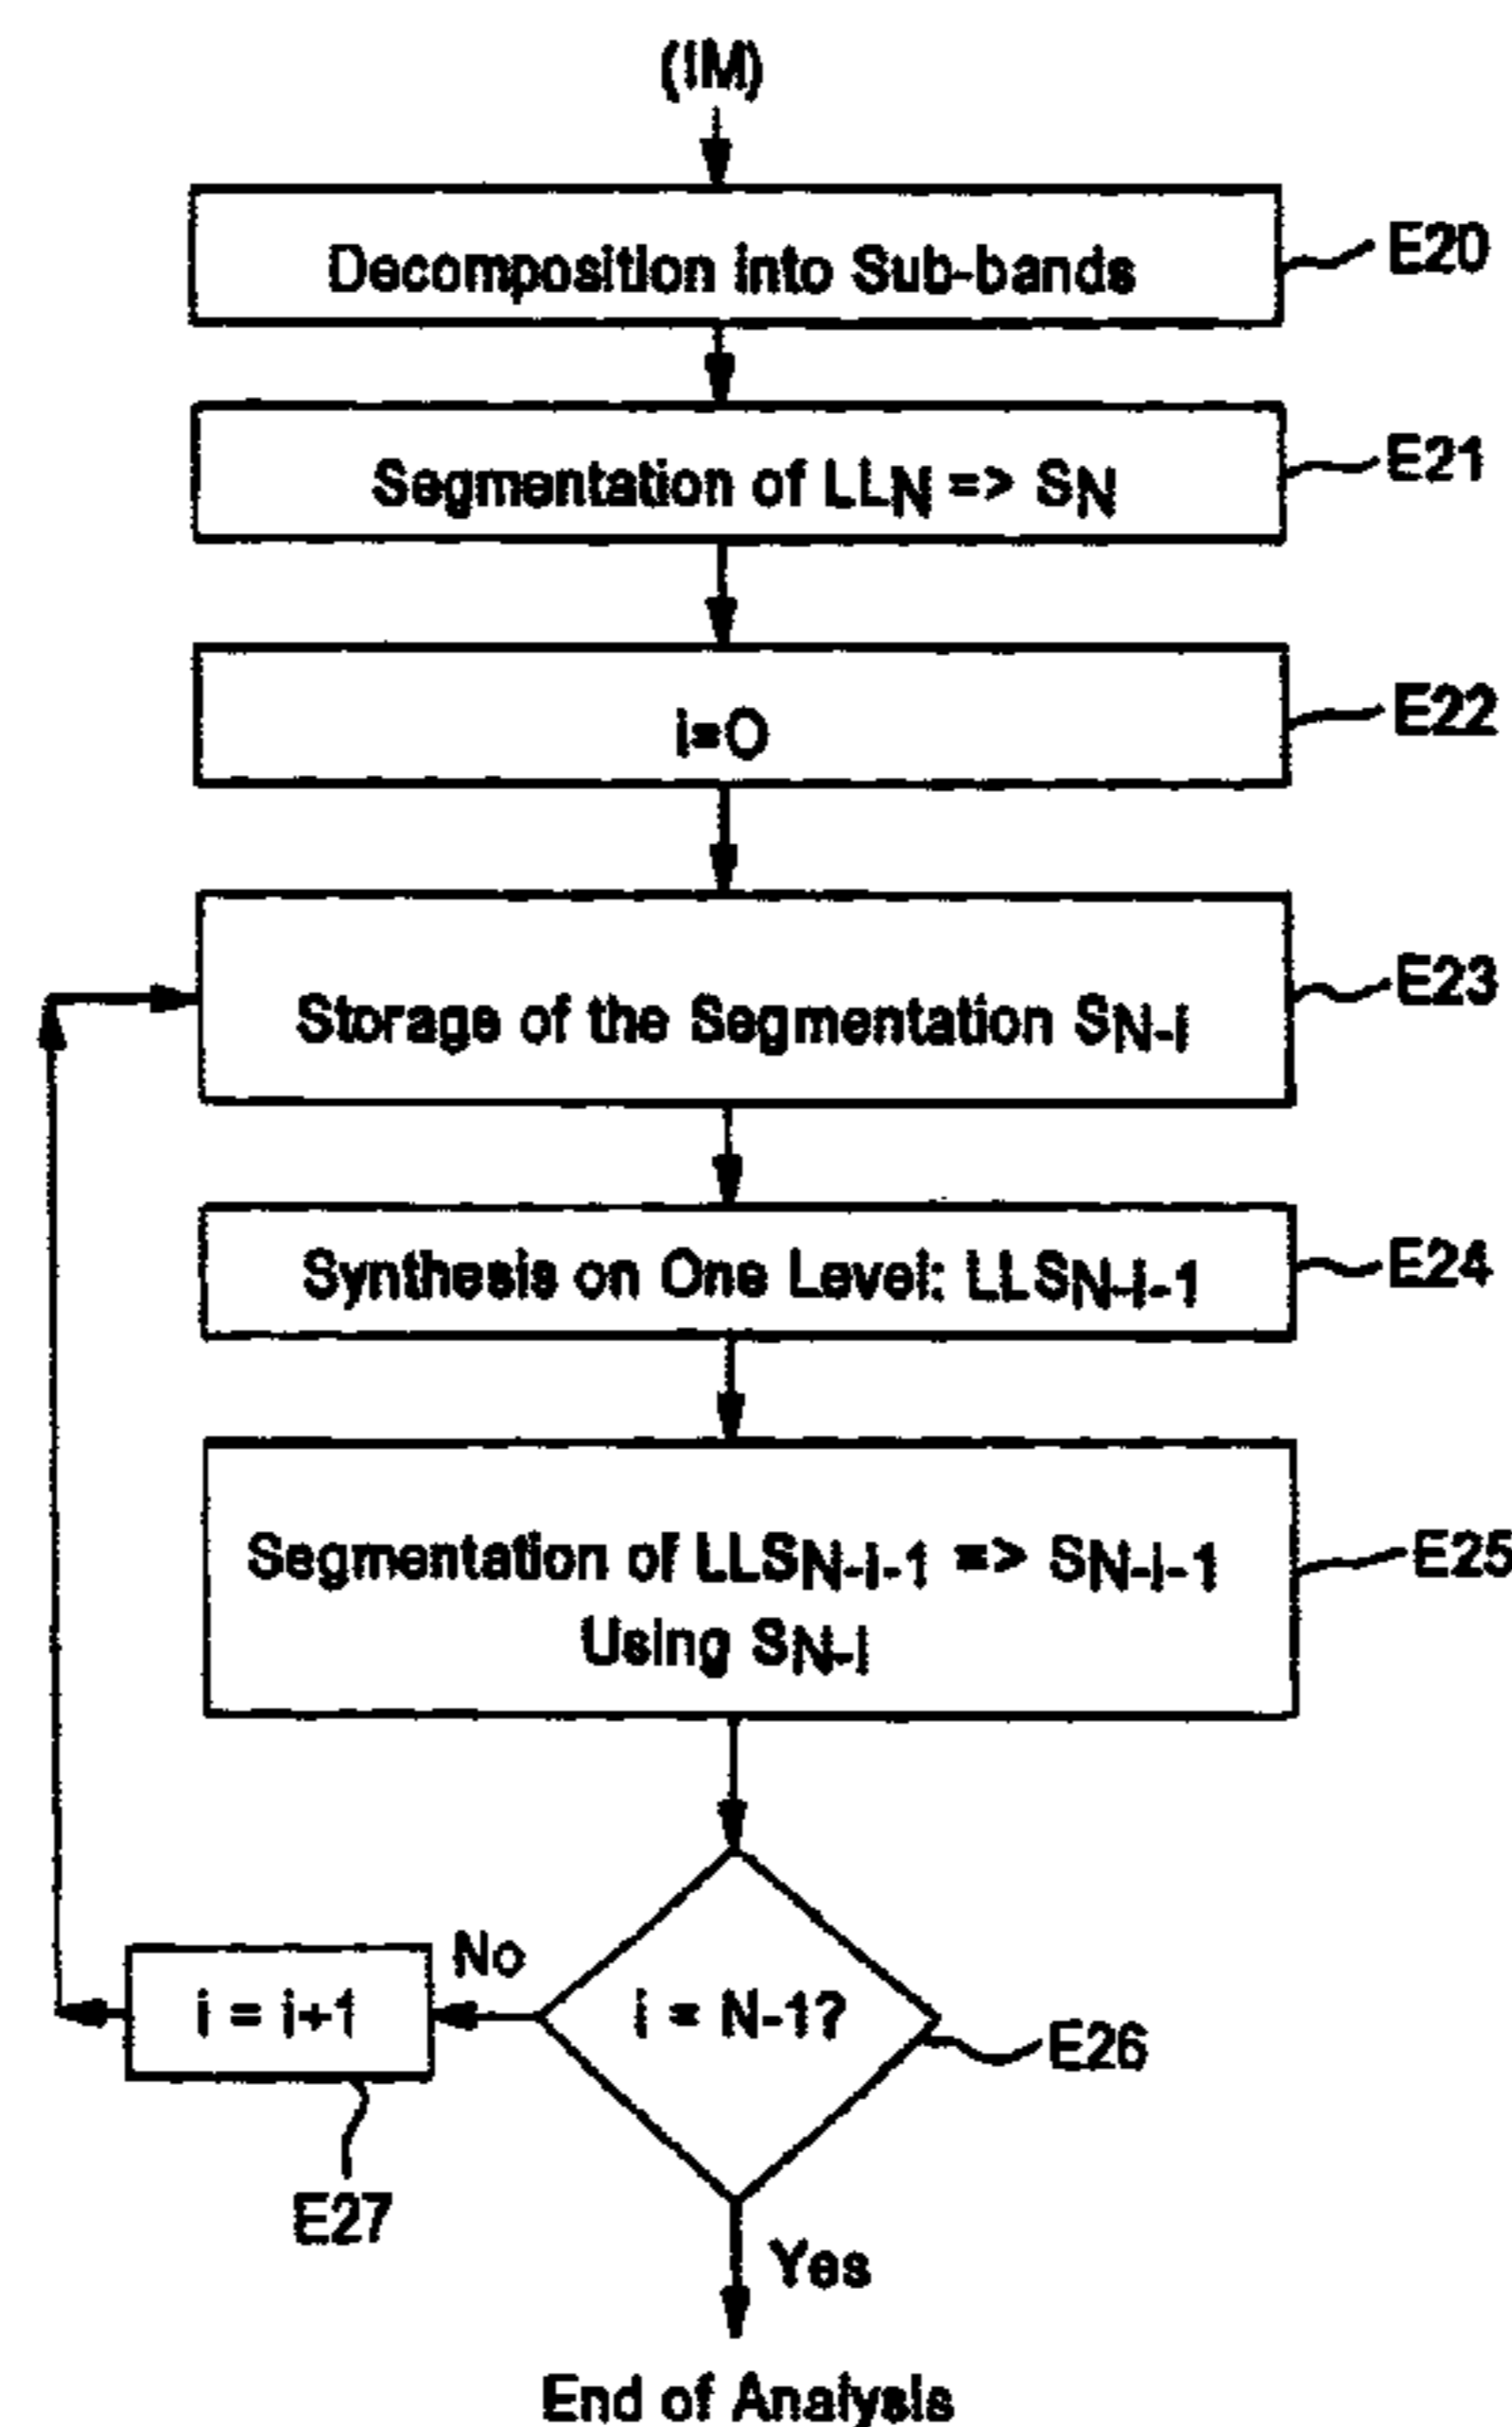 (IM)
Decomposition into Sub-bands
E20
Segmentation of LLN => SN
E21
i=0
E22
Storage of the Segmentation SN-i
E23
Synthesis on One Level: LLSN-i-1
E24
Segmentation of LLSN-i-1 => SN-i-1
Using SN-i
E25
No
i = i+1
i = N-1?
E26
E27
Yes
End of Analysis